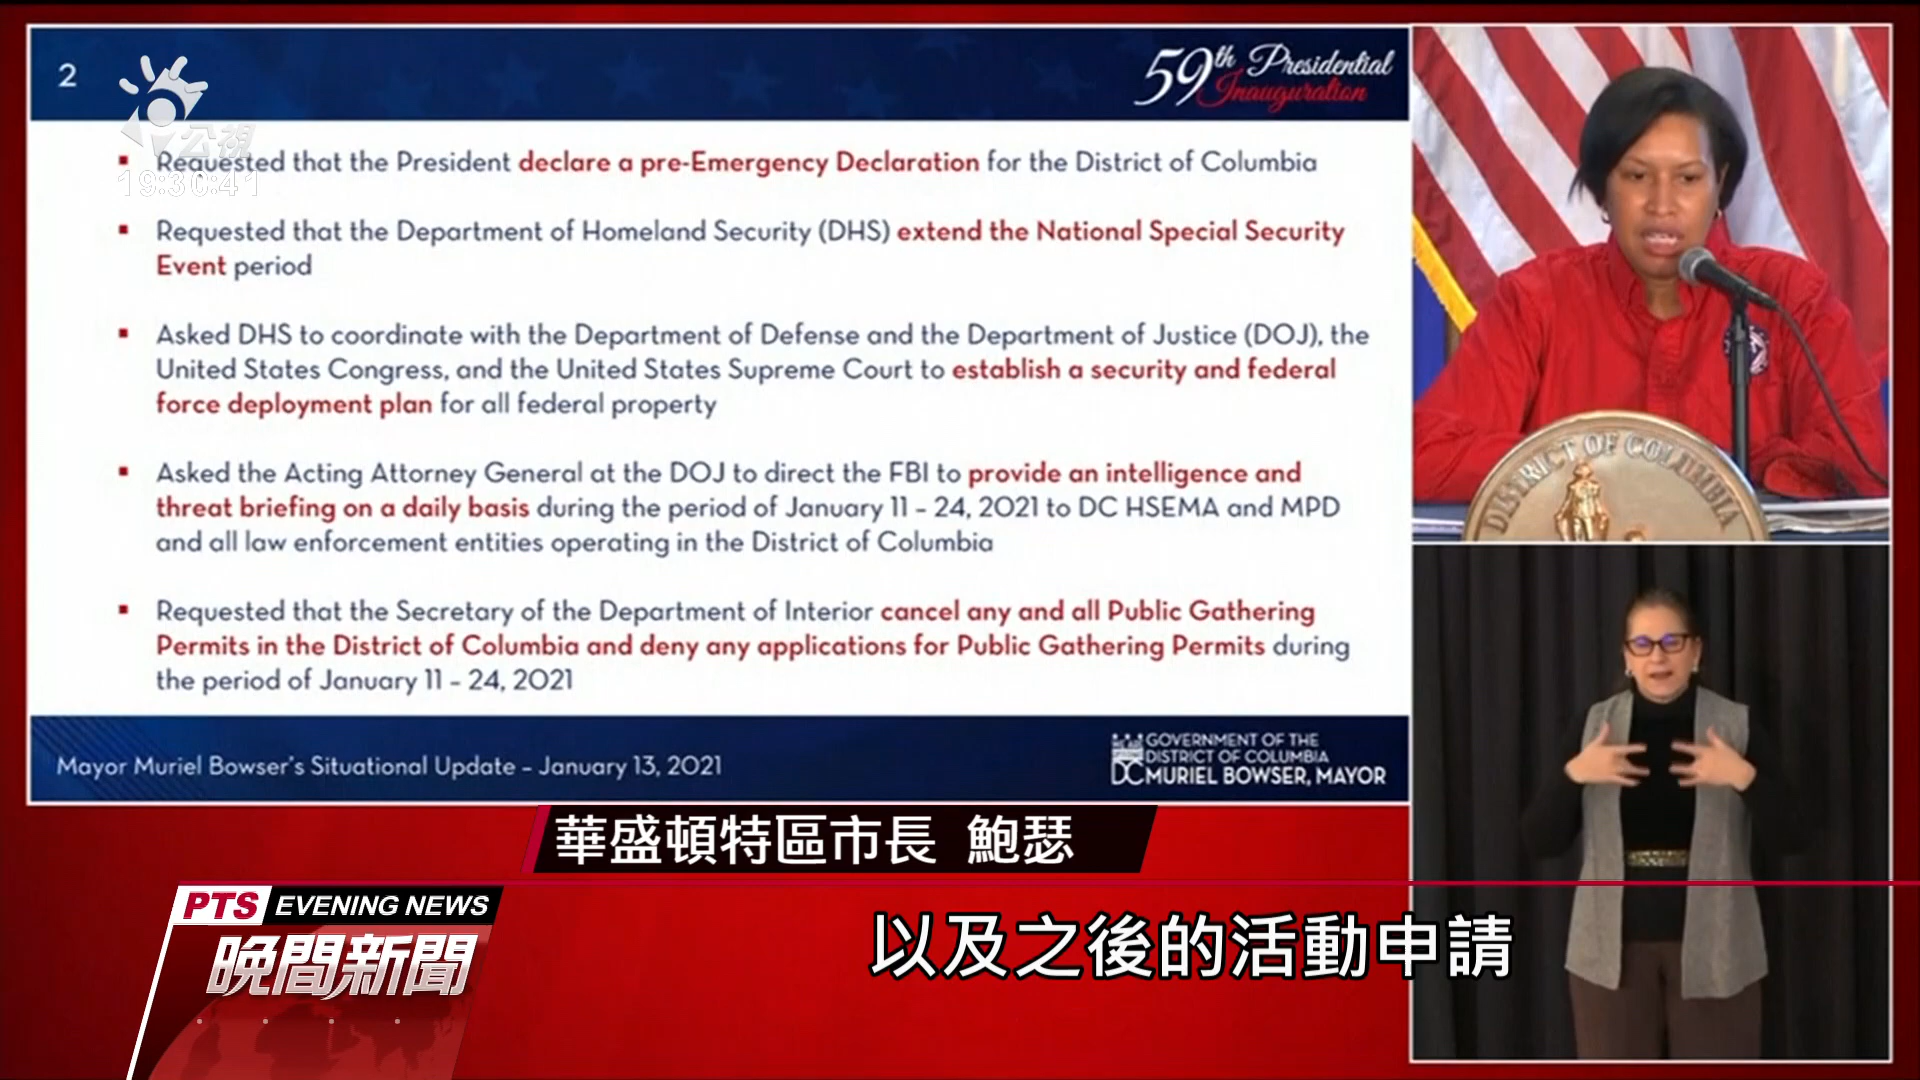 2
59th Presidential
Inauguration
公視
19:30:41
Requested that the President declare a pre-Emergency Declaration for the District of Columbia
Requested that the Department of Homeland Security (DHS) extend the National Special Security
Event period
Asked DHS to coordinate with the Department of Defense and the Department of Justice (DOJ), the
United States Congress, and the United States Supreme Court to establish a security and federal
force deployment plan for all federal property
Asked the Acting Attorney General at the DOJ to direct the FBI to provide an intelligence and
threat briefing on a daily basis during the period of January 11 – 24, 2021 to DC HSEMA and MPD
and all law enforcement entities operating in the District of Columbia
Requested that the Secretary of the Department of Interior cancel any and all Public Gathering
Permits in the District of Columbia and deny any applications for Public Gathering Permits during
the period of January 11 – 24, 2021
Mayor Muriel Bowser's Situational Update – January 13, 2021
GOVERNMENT OF THE
DISTRICT OF COLUMBIA
DC MURIEL BOWSER, MAYOR
DISTRICT OF COLUMBIA
華盛頓特區市長 鮑瑟
PTS EVENING NEWS
晚間新聞
以及之後的活動申請